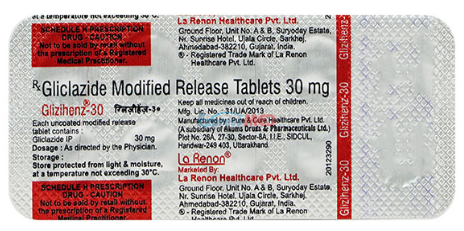 at a temperature not exceeding 30°C.
SCHEDULE H PRESCRIPTION
DRUG - CAUTION
Not to be sold by retail without
the prescription of a Registered
Medical Practitioner.
La Renon Healthcare Pvt. Ltd.
Ground Floor, Unit No. A & B, Suryoday Estate,
Nr. Sunrise Hotel, Ujala Circle, Sarkhej,
Ahmedabad-382210, Gujarat, India.
® - Registered Trade Mark of La Renon
Healthcare Pvt. Ltd.
Rx Gliclazide Modified Release Tablets 30 mg
Glizihenz®-30 ग्लिज़ीहेंज़-३०
Each uncoated modified release
tablet contains :
Gliclazide IP 30 mg
Dosage : As directed by the Physician.
Storage :
Store protected from light & moisture,
at a temperature not exceeding 30°C.
Keep all medicines out of reach of children.
Mfg. Lic. No.: 31/UA/2013
Manufactured by : Pure & Cure Healthcare Pvt. Ltd.
(A subsidiary of Akums Drugs & Pharmaceuticals Ltd.)
Plot No. 26A, 27-30, Sector-8A, I.I.E., SIDCUL,
Haridwar-249 403, Uttarakhand.
La Renon®
Marketed By:
La Renon Healthcare Pvt. Ltd.
SCHEDULE H PRESCRIPTION
DRUG - CAUTION
Not to be sold by retail without
the prescription of a Registered
Medical Practitioner.
Ground Floor, Unit No. A & B, Suryoday Estate,
Nr. Sunrise Hotel, Ujala Circle, Sarkhej,
Ahmedabad-382210, Gujarat, India.
® - Registered Trade Mark of La Renon
20123290
Glizihenz-30
Glizihenz-30